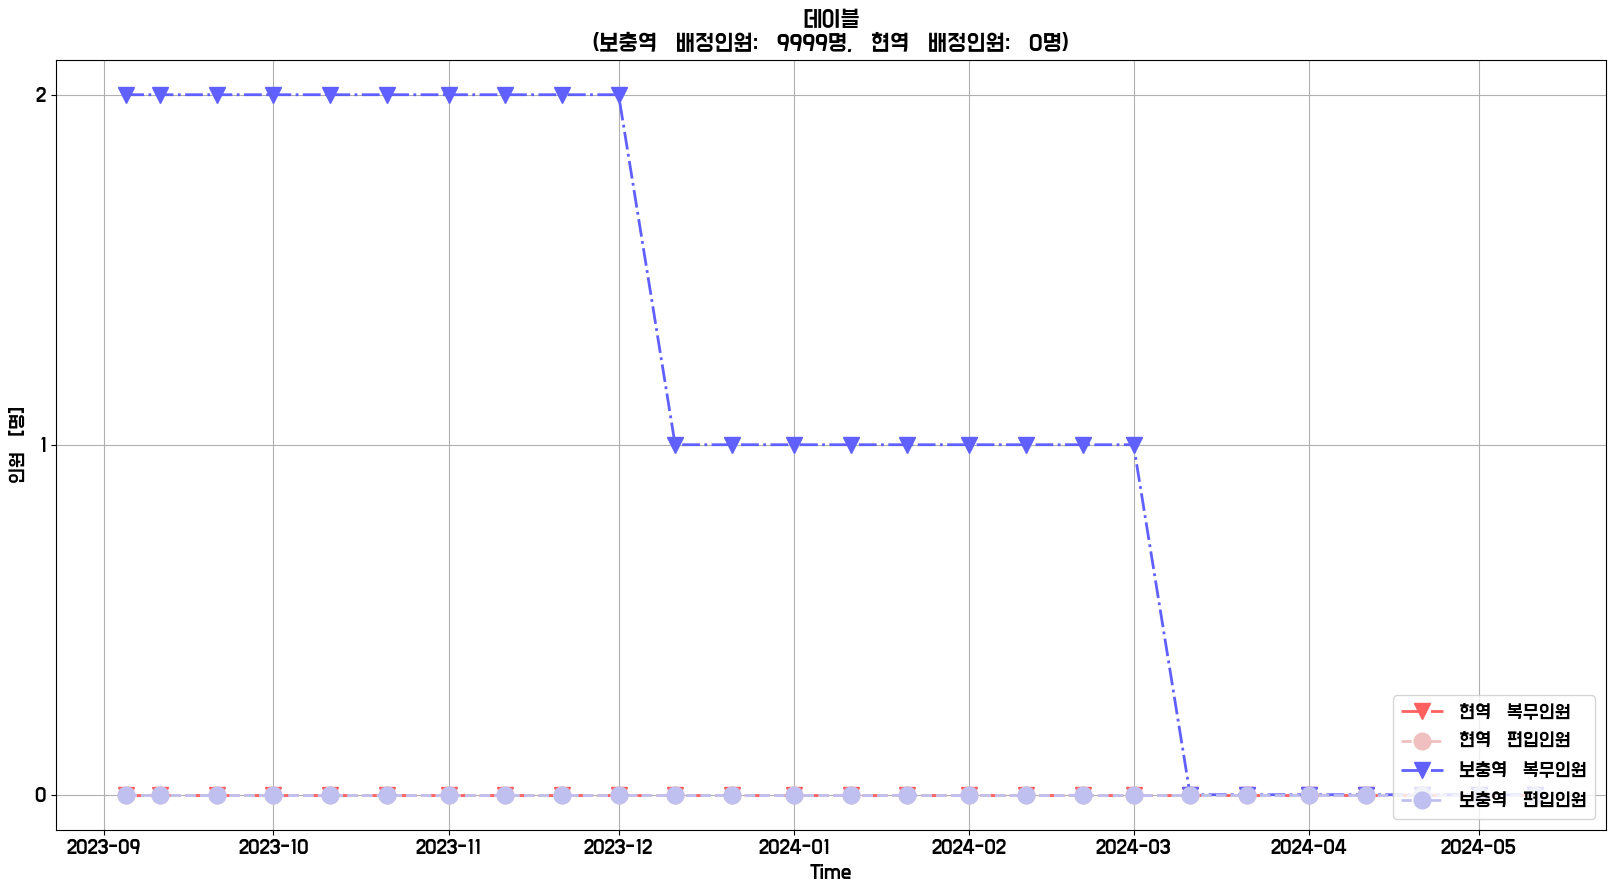 데이블
(보충역 배정인원: 9999명, 현역 배정인원: 0명)
2
1
0
인원 [명]
2023-09 2023-10 2023-11 2023-12 2024-01 2024-02 2024-03 2024-04 2024-05
Time
현역 복무인원
현역 편입인원
보충역 복무인원
보충역 편입인원